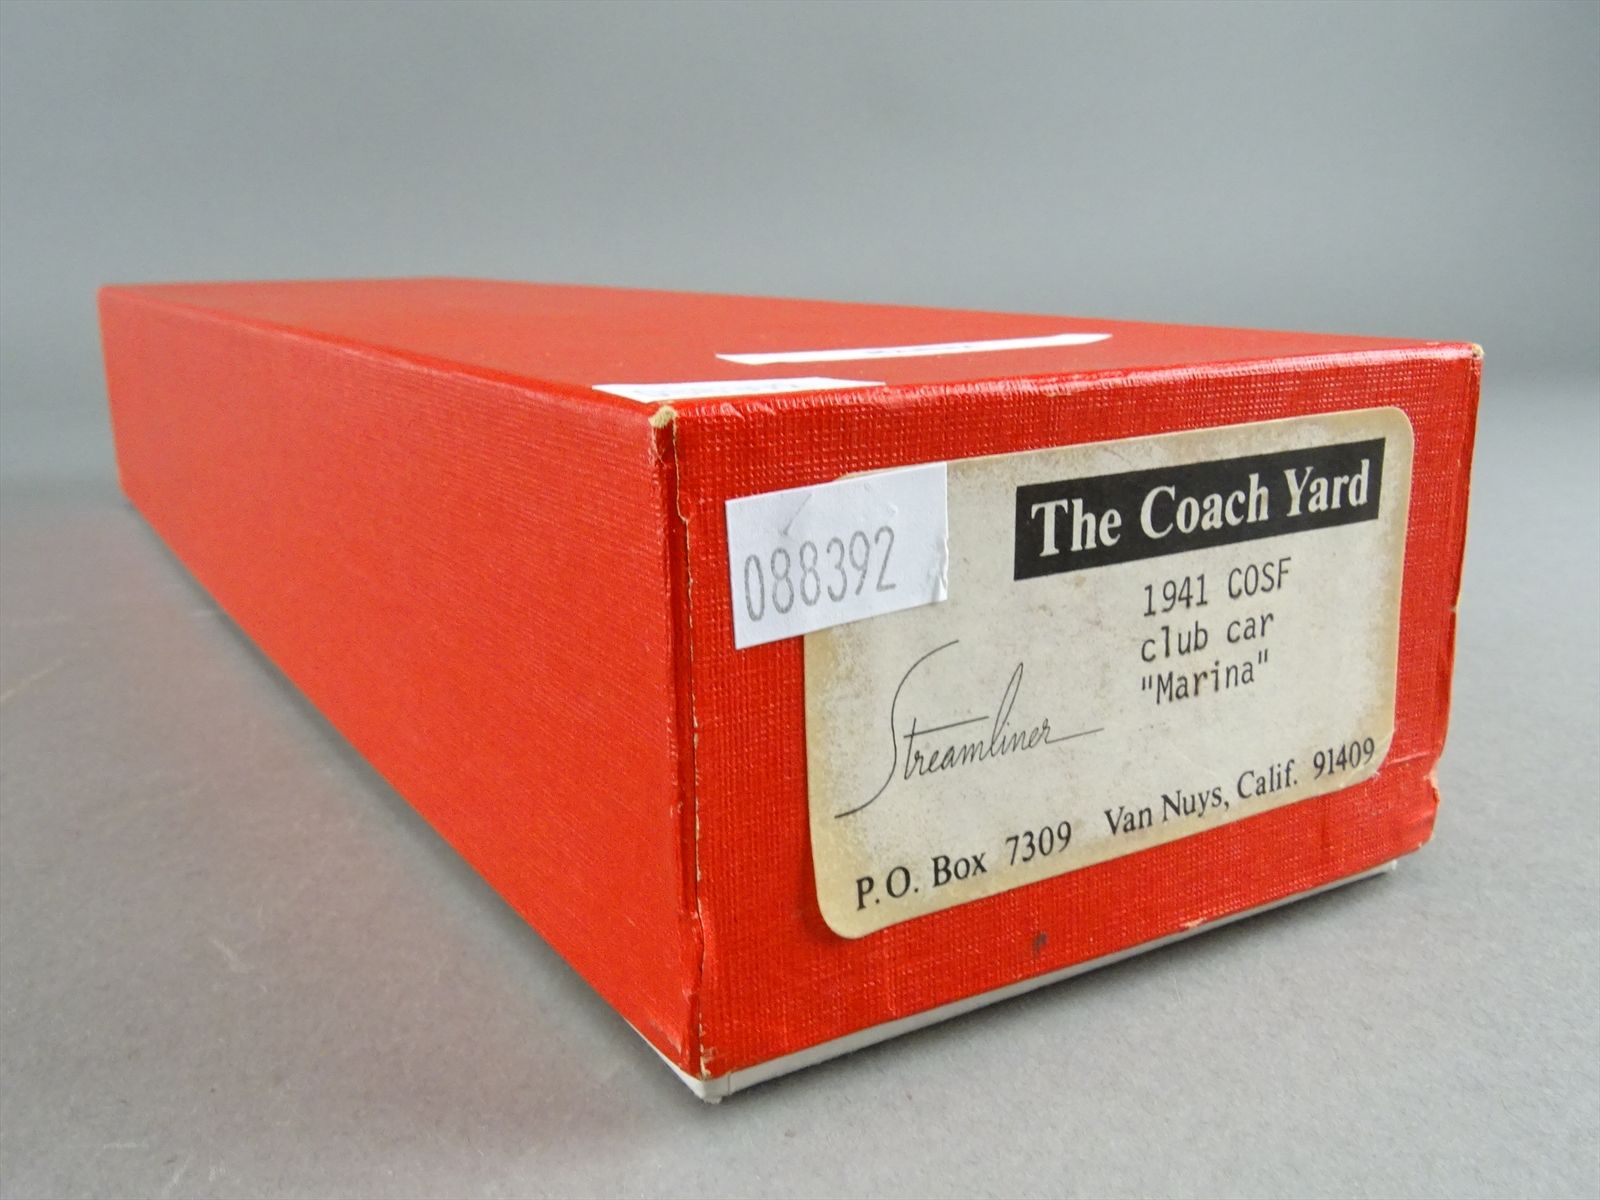 088392
The Coach Yard
1941 COSF
club car
"Marina"
Streamliner
P.O. Box 7309 Van Nuys, Calif. 91409